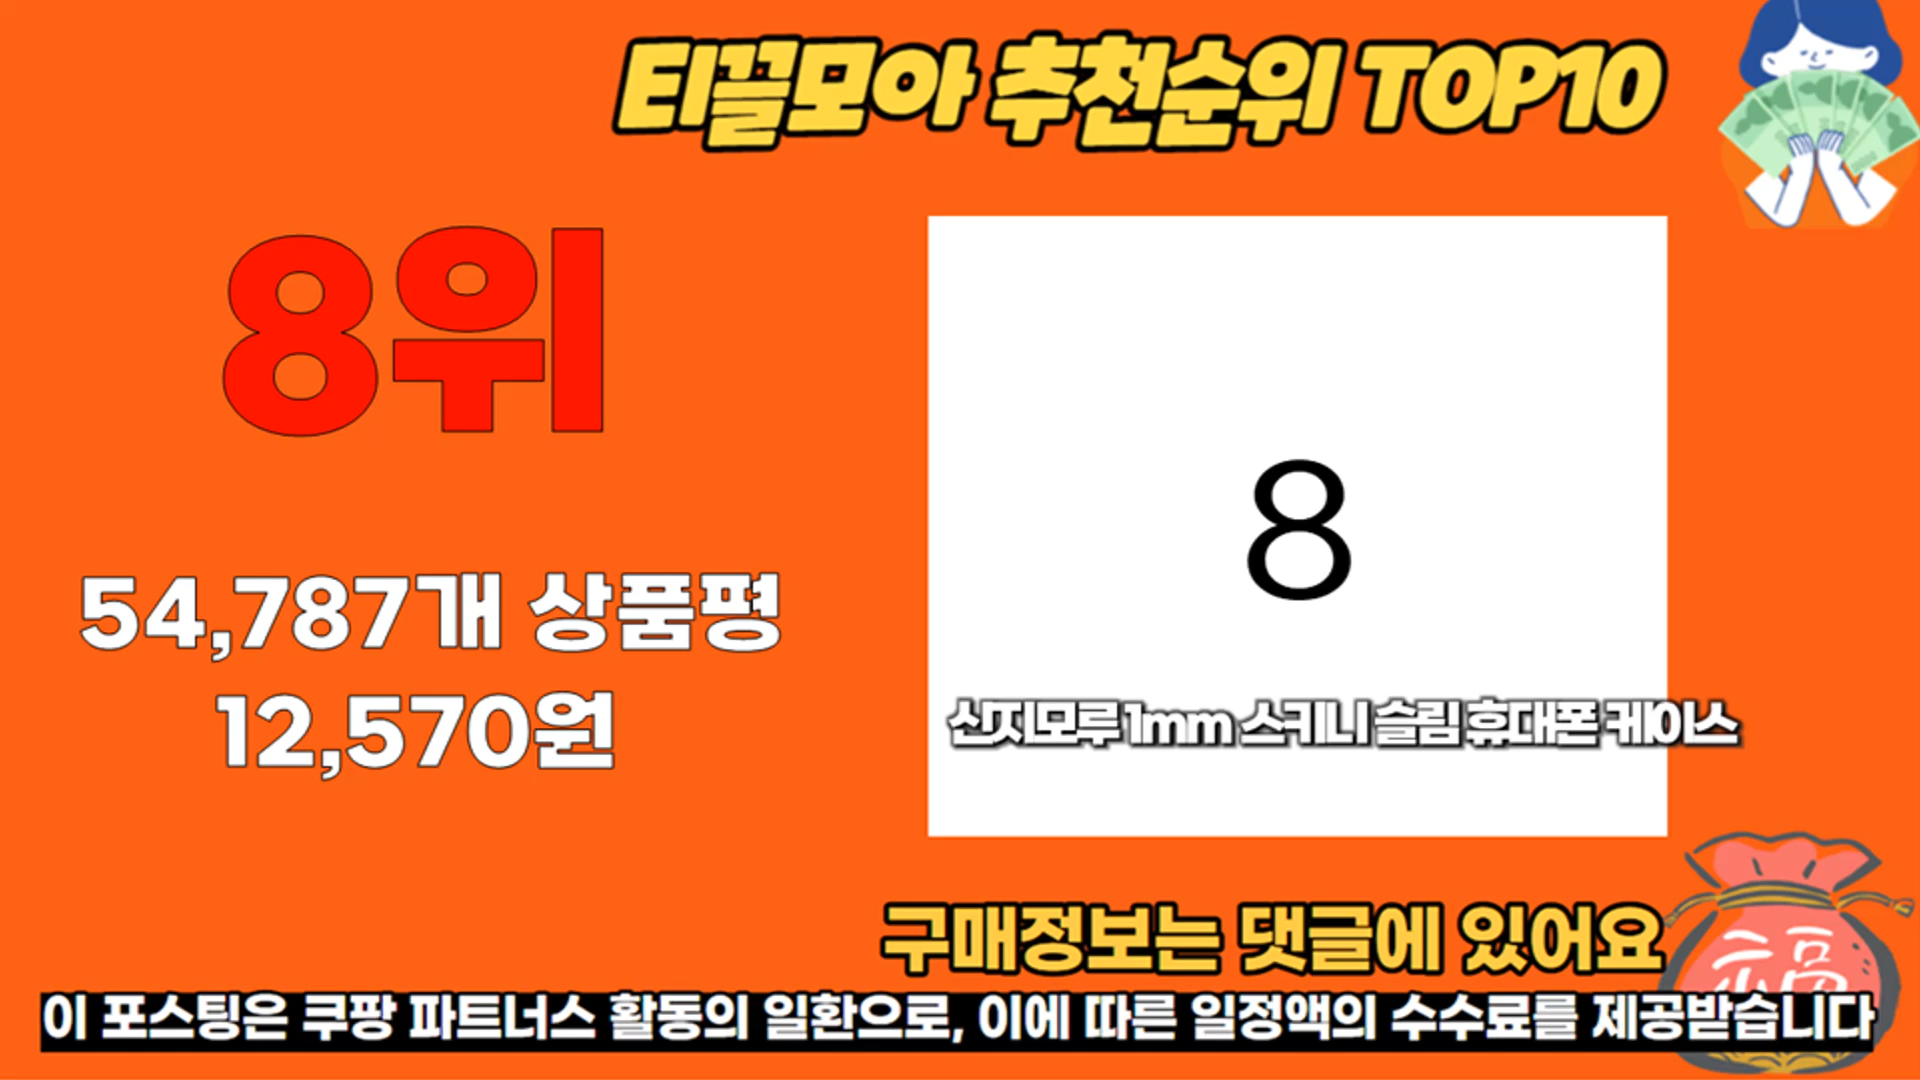 티끌모아 추천순위 TOP10
8위
54,787개 상품평
12,570원
8
신지모루 1mm 스키니 슬림 휴대폰 케이스
구매정보는 댓글에 있어요
福
이 포스팅은 쿠팡 파트너스 활동의 일환으로, 이에 따른 일정액의 수수료를 제공받습니다